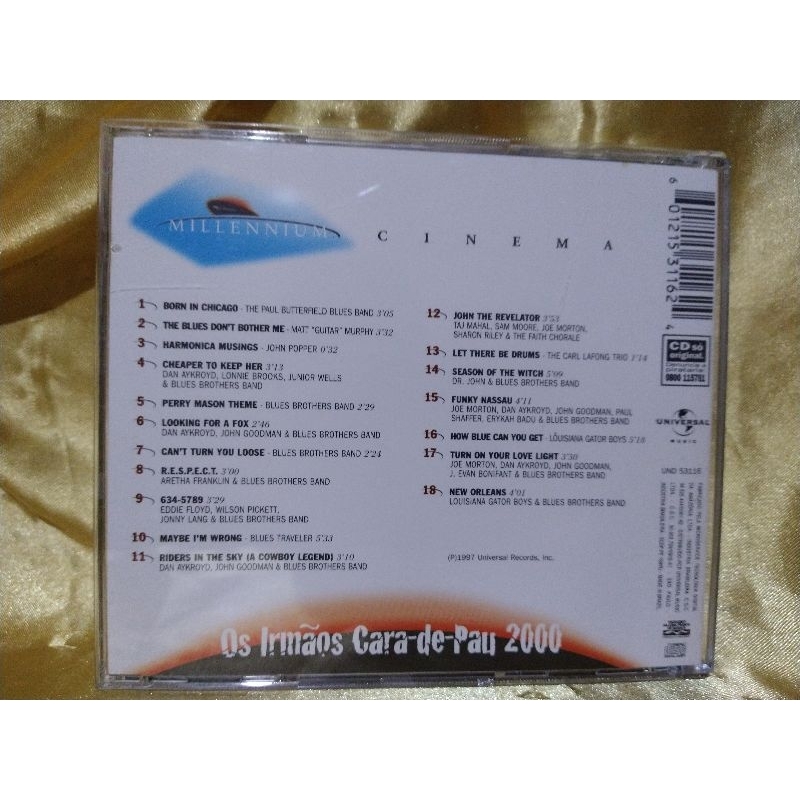 MILLENNIUM
CINEMA
1 BORN IN CHICAGO - THE PAUL BUTTERFIELD BLUES BAND 3'05
2 THE BLUES DON'T BOTHER ME - MATT "GUITAR" MURPHY 3'32
3 HARMONICA MUSINGS - JOHN POPPER 0'32
4 CHEAPER TO KEEP HER 3'13
DAN AYKROYD, LONNIE BROOKS, JUNIOR WELLS
& BLUES BROTHERS BAND
5 PERRY MASON THEME - BLUES BROTHERS BAND 2'29
6 LOOKING FOR A FOX 2'46
DAN AYKROYD, JOHN GOODMAN & BLUES BROTHERS BAND
7 CAN'T TURN YOU LOOSE - BLUES BROTHERS BAND 2'24
8 R.E.S.P.E.C.T. 3'00
ARETHA FRANKLIN & BLUES BROTHERS BAND
9 634-5789 3'29
EDDIE FLOYD, WILSON PICKETT,
JONNY LANG & BLUES BROTHERS BAND
10 MAYBE I'M WRONG - BLUES TRAVELER 5'33
11 RIDERS IN THE SKY (A COWBOY LEGEND) 3'10
DAN AYKROYD, JOHN GOODMAN & BLUES BROTHERS BAND
12 JOHN THE REVELATOR 3'53
TAJ MAHAL, SAM MOORE, JOE MORTON,
SHARON RILEY & THE FAITH CHORALE
13 LET THERE BE DRUMS - THE CARL LAFONG TRIO 3'14
14 SEASON OF THE WITCH 5'09
DR. JOHN & BLUES BROTHERS BAND
15 FUNKY NASSAU 4'11
JOE MORTON, DAN AYKROYD, JOHN GOODMAN, PAUL
SHAFFER, ERYKAH BADU & BLUES BROTHERS BAND
16 HOW BLUE CAN YOU GET - LOUISIANA GATOR BOYS 5'18
17 TURN ON YOUR LOVE LIGHT 3'30
JOE MORTON, DAN AYKROYD, JOHN GOODMAN,
J. EVAN BONIFANT & BLUES BROTHERS BAND
18 NEW ORLEANS 4'01
LOUISIANA GATOR BOYS & BLUES BROTHERS BAND
(P)1997 Universal Records, Inc.
Os Irmãos Cara-de-Pau 2000
6 01215 31162 4
CD só
original.
Denuncie a
pirataria
0800 115751
UNIVERSAL
MUSIC
UND 53116